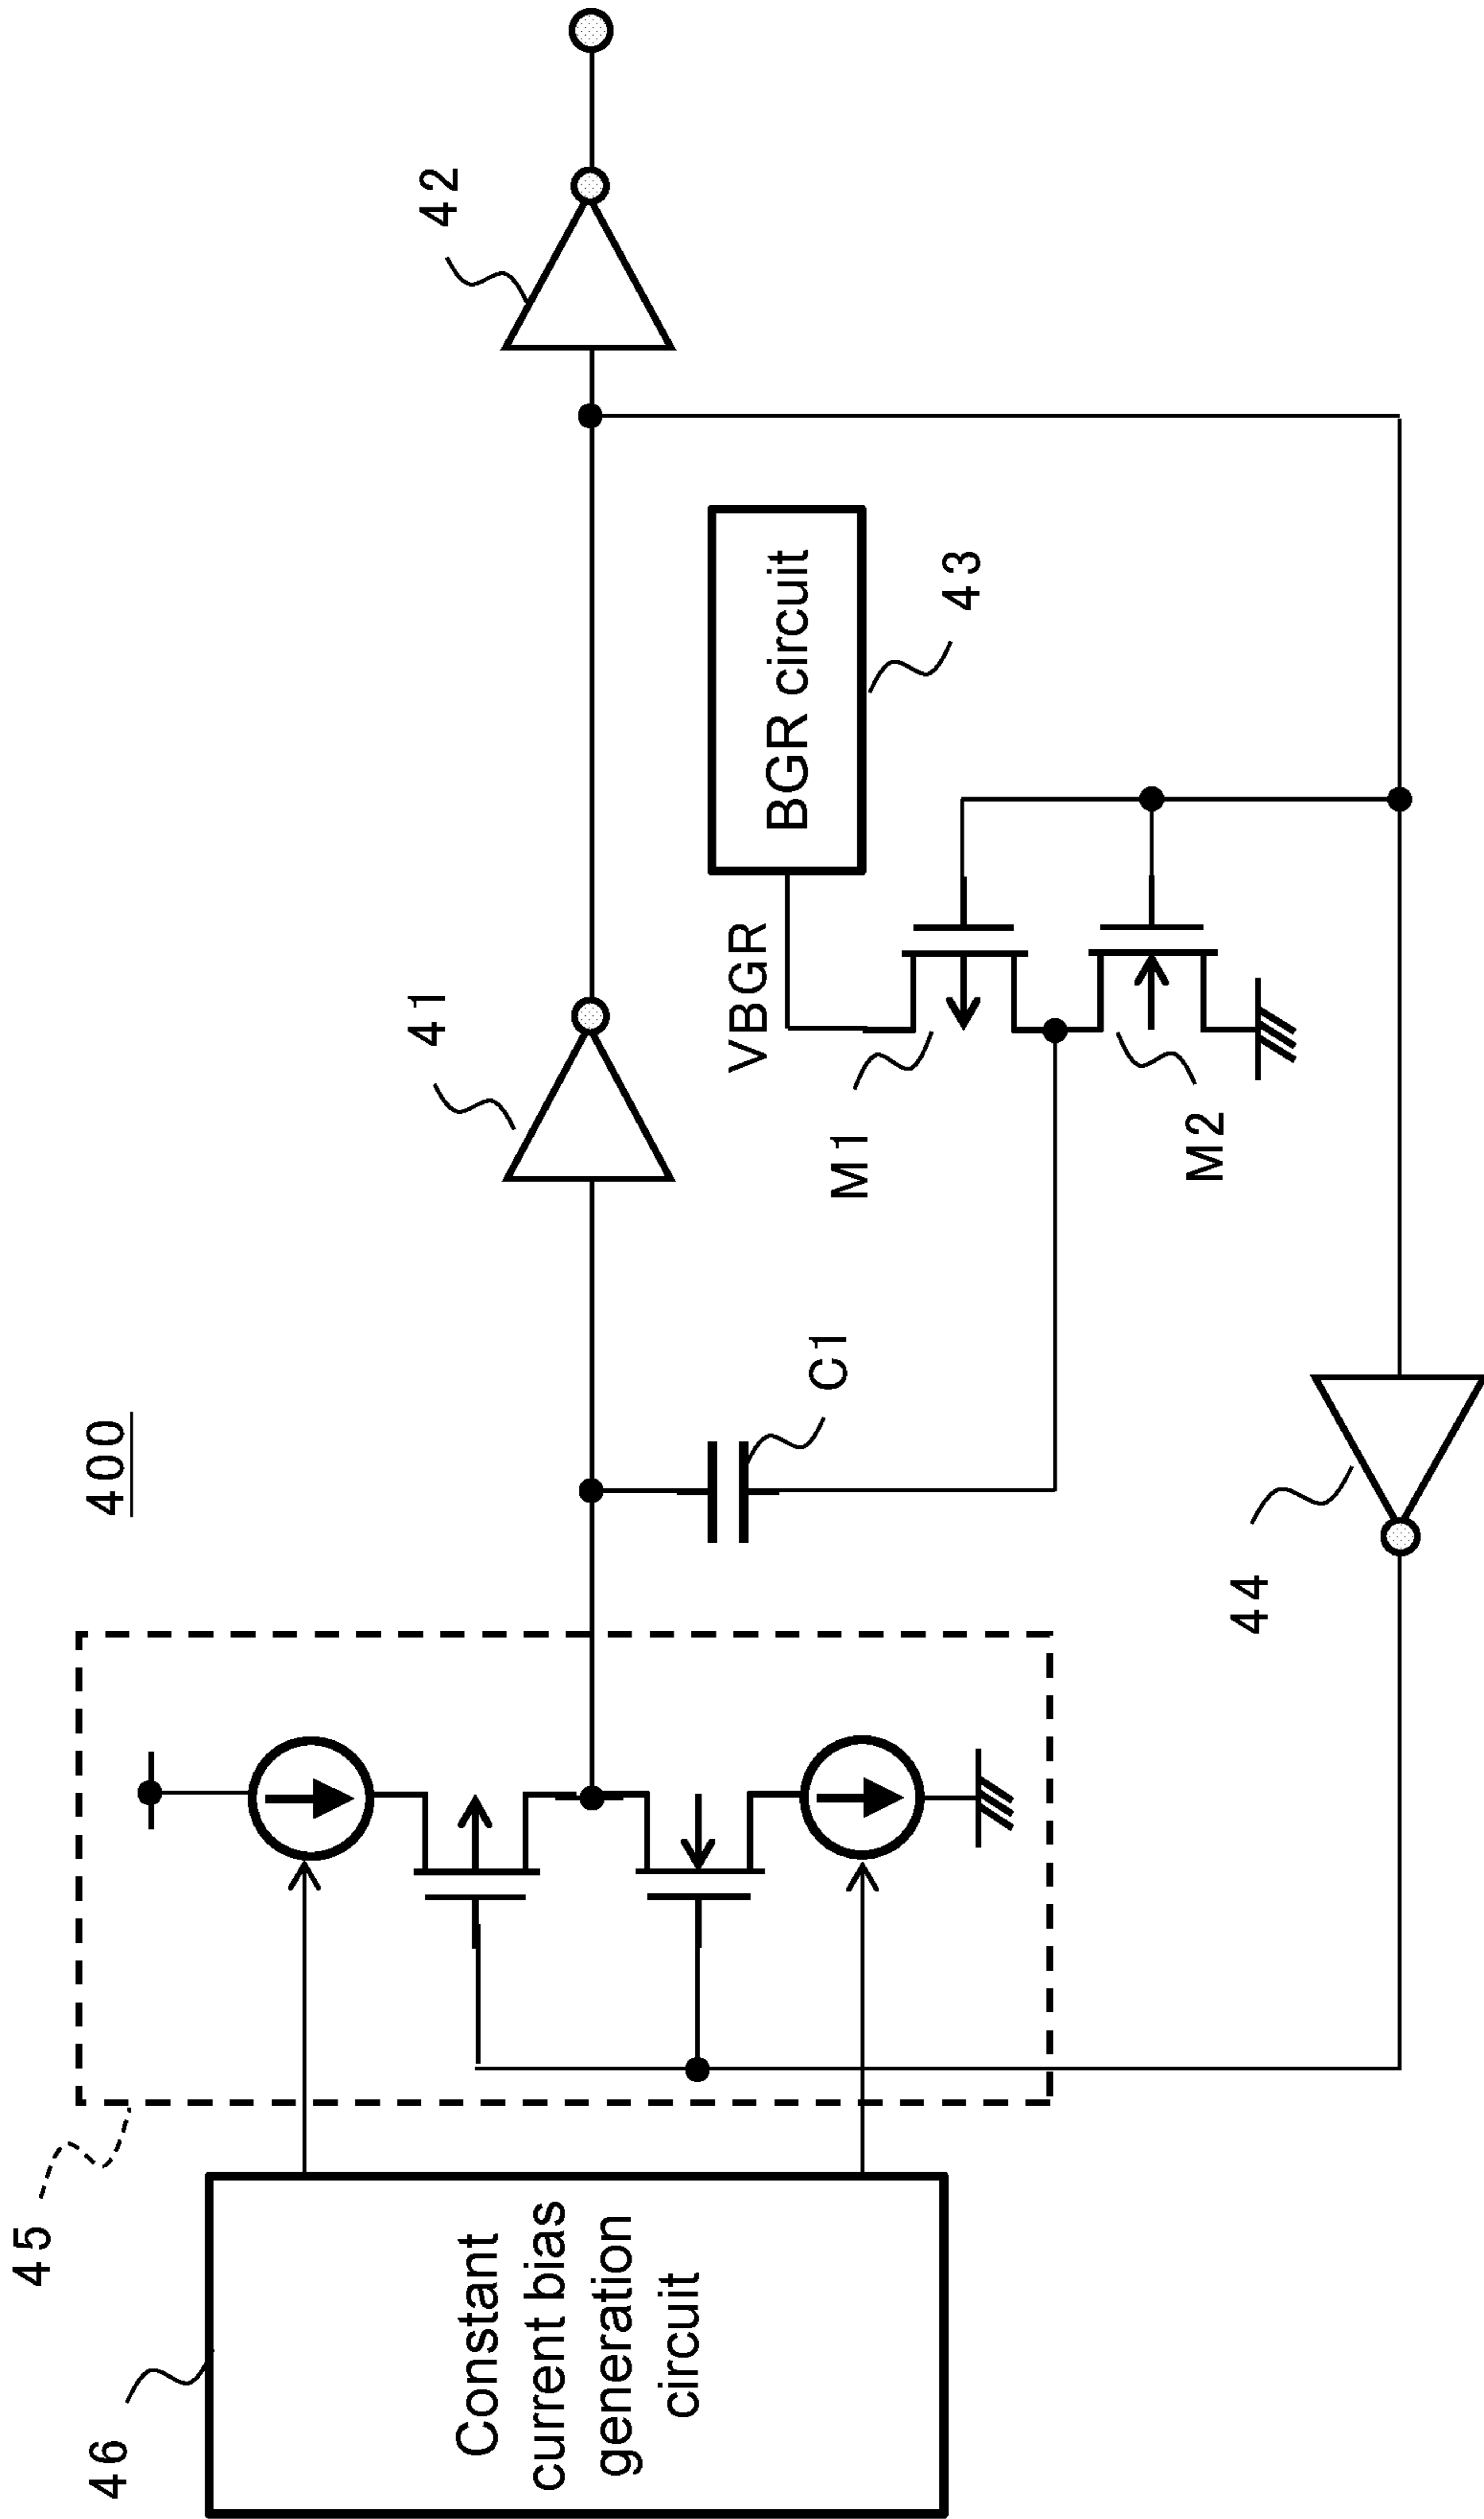 400
45
46
Constant
current bias
generation
circuit
C1
41
42
VBGR
BGR circuit
43
M1
M2
44